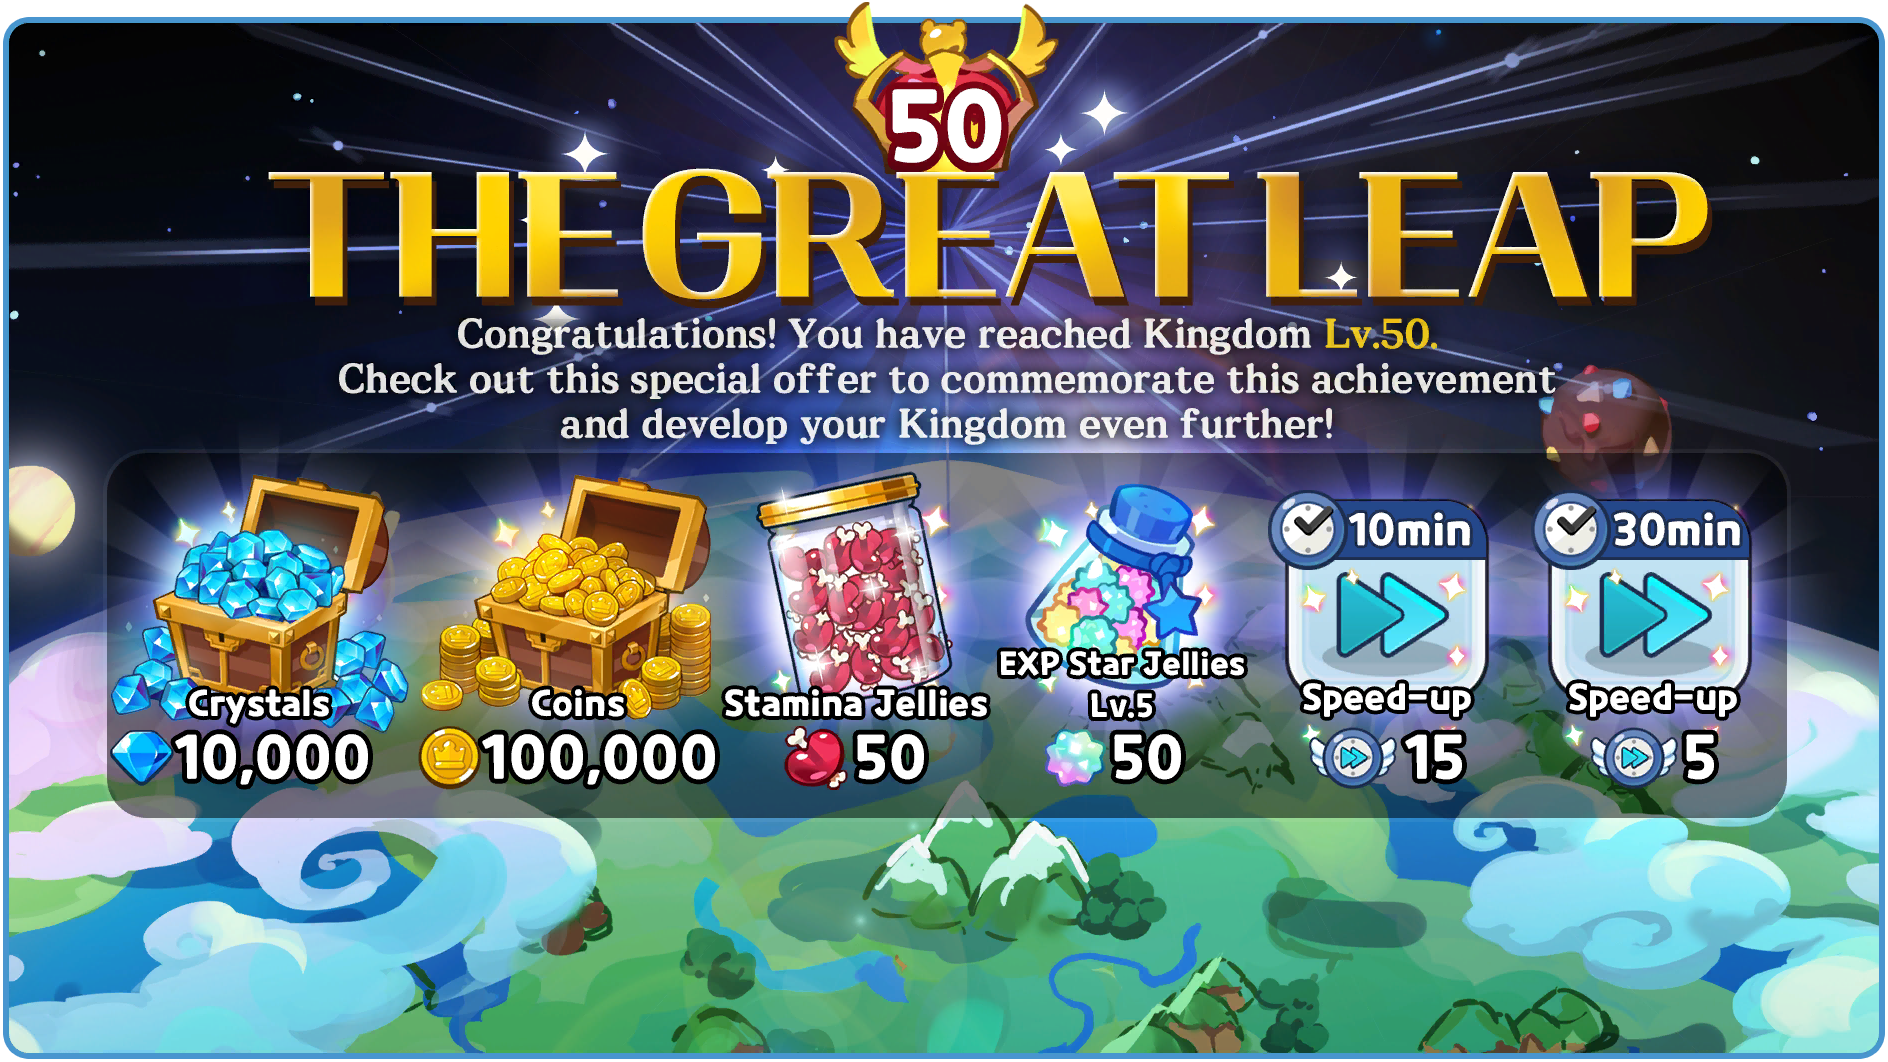 50
THE GREAT LEAP
Congratulations! You have reached Kingdom Lv.50.
Check out this special offer to commemorate this achievement
and develop your Kingdom even further!
Crystals
10,000
Coins
100,000
Stamina Jellies
50
EXP Star Jellies
Lv.5
50
10min
Speed-up
15
30min
Speed-up
5